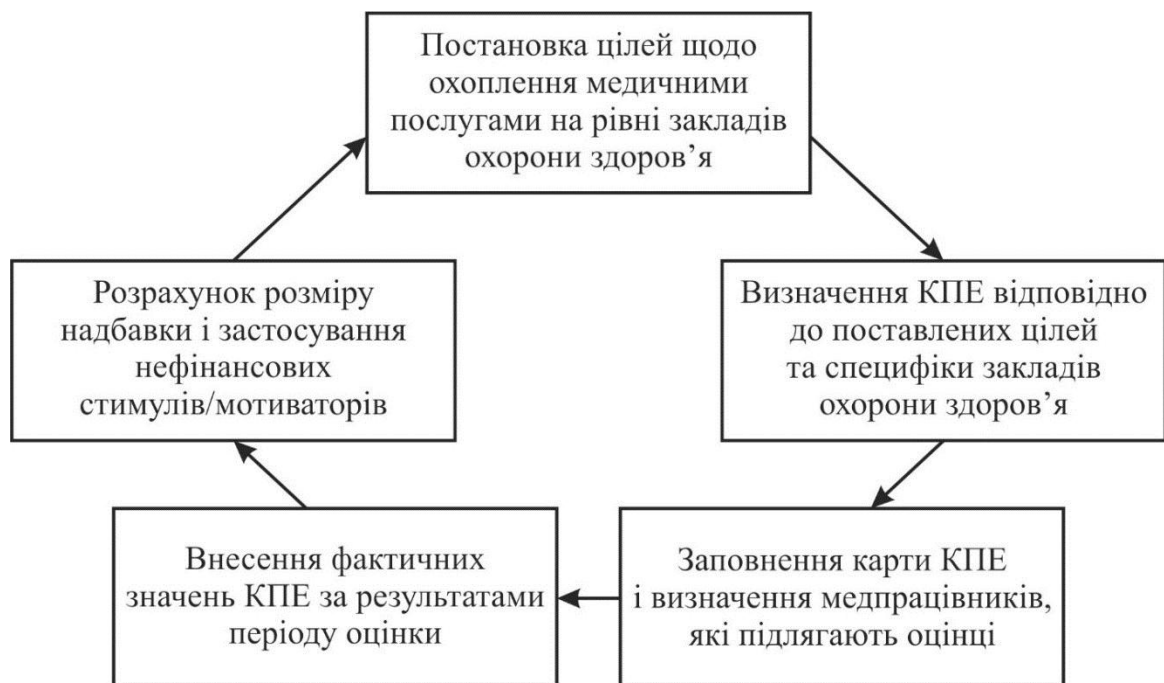 Постановка цілей щодо
охоплення медичними
послугами на рівні закладів
охорони здоров’я
Розрахунок розміру
надбавки і застосування
нефінансових
стимулів/мотиваторів
Визначення КПЕ відповідно
до поставлених цілей
та специфіки закладів
охорони здоров’я
Внесення фактичних
значень КПЕ за результатами
періоду оцінки
Заповнення карти КПЕ
і визначення медпрацівників,
які підлягають оцінці